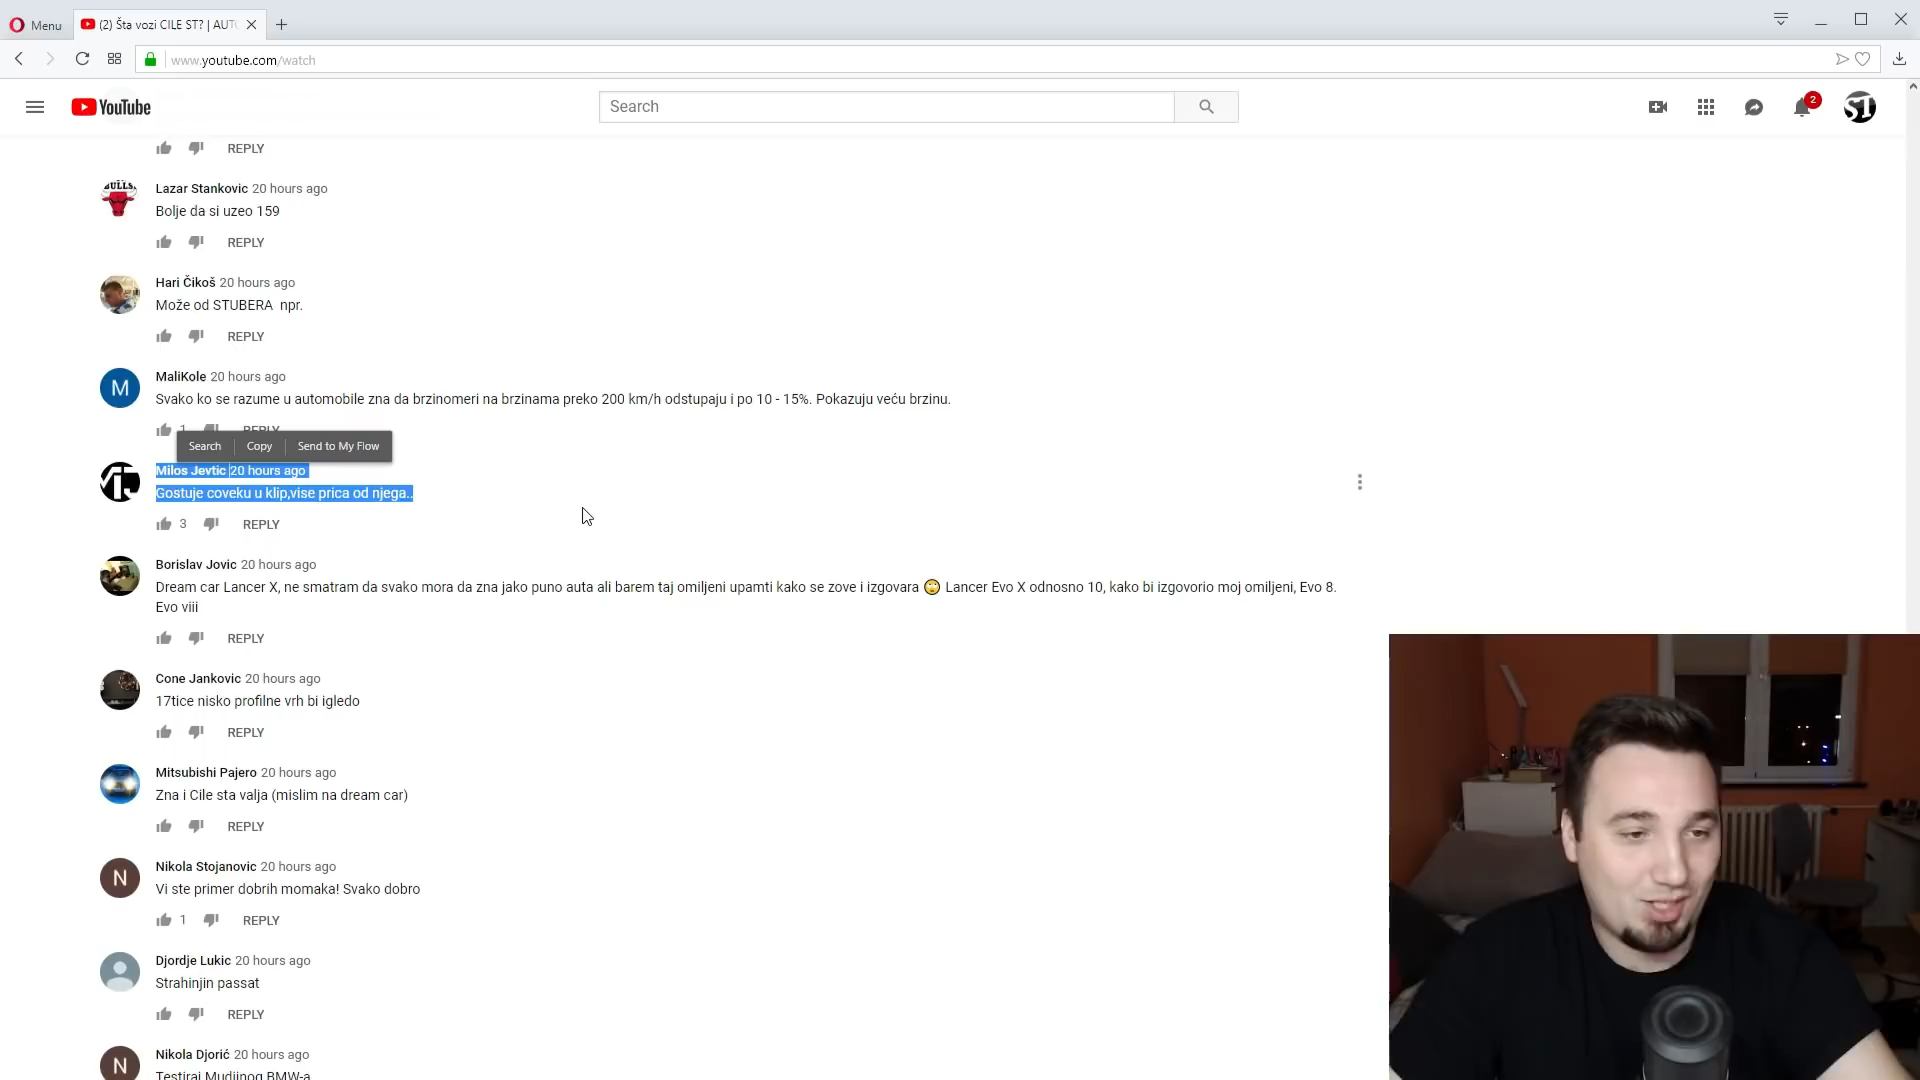 Menu
(2) Šta vozi CILE ST? | AUT
www.youtube.com/watch
YouTube
Search
2
ST
REPLY
BULLS
Lazar Stankovic 20 hours ago
Bolje da si uzeo 159
REPLY
Hari Čikoš 20 hours ago
Može od STUBERA npr.
REPLY
M
MaliKole 20 hours ago
Svako ko se razume u automobile zna da brzinomeri na brzinama preko 200 km/h odstupaju i po 10 - 15%. Pokazuju veću brzinu.
1 REPLY
Search Copy Send to My Flow
Milos Jevtic 20 hours ago
Gostuje coveku u klip,vise prica od njega..
3 REPLY
Borislav Jovic 20 hours ago
Dream car Lancer X, ne smatram da svako mora da zna jako puno auta ali barem taj omiljeni upamti kako se zove i izgovara 🙄 Lancer Evo X odnosno 10, kako bi izgovorio moj omiljeni, Evo 8.
Evo viii
REPLY
Cone Jankovic 20 hours ago
17tice nisko profilne vrh bi igledo
REPLY
Mitsubishi Pajero 20 hours ago
Zna i Cile sta valja (mislim na dream car)
REPLY
N
Nikola Stojanovic 20 hours ago
Vi ste primer dobrih momaka! Svako dobro
1 REPLY
Djordje Lukic 20 hours ago
Strahinjin passat
REPLY
N
Nikola Djorić 20 hours ago
Testiraj Mudjinog BMW-a